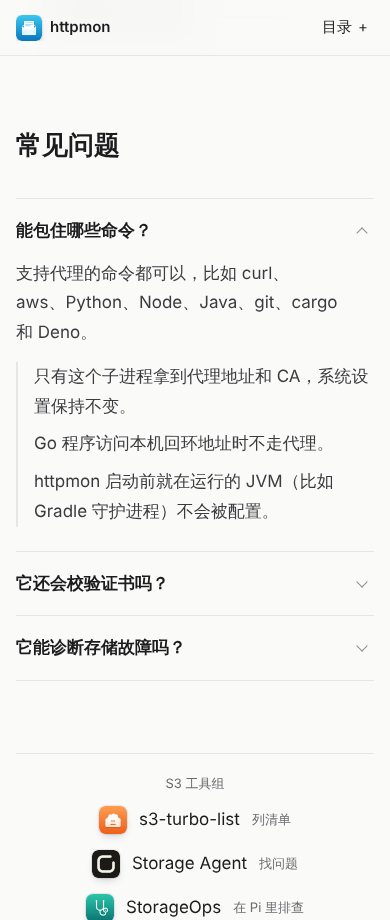 httpmon
目录 +
常见问题
能包住哪些命令？
支持代理的命令都可以，比如 curl、
aws、Python、Node、Java、git、cargo
和 Deno。
只有这个子进程拿到代理地址和 CA，系统设
置保持不变。
Go 程序访问本机回环地址时不走代理。
httpmon 启动前就在运行的 JVM（比如
Gradle 守护进程）不会被配置。
它还会校验证书吗？
它能诊断存储故障吗？
S3 工具组
s3-turbo-list 列清单
Storage Agent 找问题
StorageOps 在 Pi 里排查